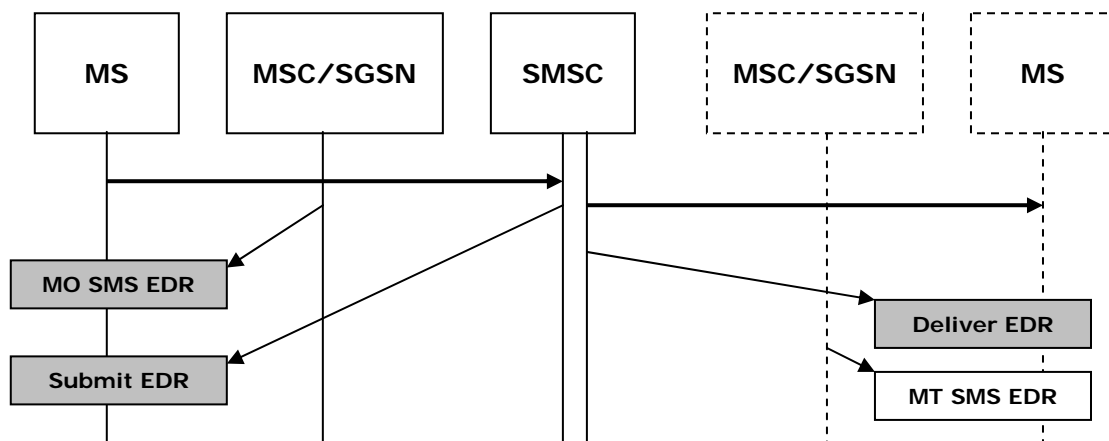 MS
MSC/SGSN
SMSC
MSC/SGSN
MS
MO SMS EDR
Deliver EDR
Submit EDR
MT SMS EDR